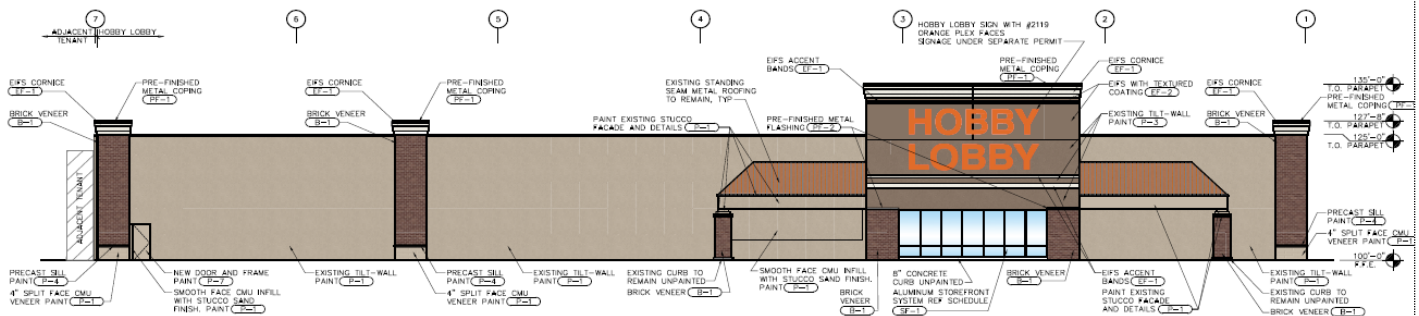 7
6
5
4
3
2
1
ADJACENT
TENANT
HOBBY LOBBY
HOBBY LOBBY SIGN WITH #2119
ORANGE PLEX FACES
SIGNAGE UNDER SEPARATE PERMIT
EIFS CORNICE
EF-1
PRE-FINISHED
METAL COPING
PF-1
BRICK VENEER
B-1
EIFS CORNICE
EF-1
PRE-FINISHED
METAL COPING
PF-1
BRICK VENEER
B-1
EXISTING STANDING
SEAM METAL ROOFING
TO REMAIN, TYP
PAINT EXISTING STUCCO
FACADE AND DETAILS P-1
EIFS ACCENT
BANDS EF-1
PRE-FINISHED METAL
FLASHING PF-2
PRE-FINISHED
METAL COPING
PF-1
EIFS CORNICE
EF-1
EIFS WITH TEXTURED
COATING EF-2
EXISTING TILT-WALL
PAINT P-3
EIFS CORNICE
EF-1
BRICK VENEER
B-1
135'-0"
T.O. PARAPET
PRE-FINISHED
METAL COPING PF-1
127'-8"
T.O. PARAPET
125'-0"
T.O. PARAPET
HOBBY
LOBBY
ADJACENT TENANT
PRECAST SILL
PAINT P-4
4" SPLIT FACE CMU
VENEER PAINT P-1
100'-0"
F.F.E.
PRECAST SILL
PAINT P-4
4" SPLIT FACE CMU
VENEER PAINT P-1
NEW DOOR AND FRAME
PAINT P-7
SMOOTH FACE CMU INFILL
WITH STUCCO SAND
FINISH. PAINT P-1
EXISTING TILT-WALL
PAINT P-1
PRECAST SILL
PAINT P-4
4" SPLIT FACE CMU
VENEER PAINT P-1
EXISTING TILT-WALL
PAINT P-1
EXISTING CURB TO
REMAIN UNPAINTED
BRICK VENEER B-1
SMOOTH FACE CMU INFILL
WITH STUCCO SAND FINISH.
PAINT P-1
BRICK
VENEER
B-1
8" CONCRETE
CURB UNPAINTED
ALUMINUM STOREFRONT
SYSTEM REF SCHEDULE
SF-1
BRICK VENEER
B-1
EIFS ACCENT
BANDS EF-1
PAINT EXISTING
STUCCO FACADE
AND DETAILS P-1
EXISTING TILT-WALL
PAINT P-1
EXISTING CURB TO
REMAIN UNPAINTED
BRICK VENEER B-1